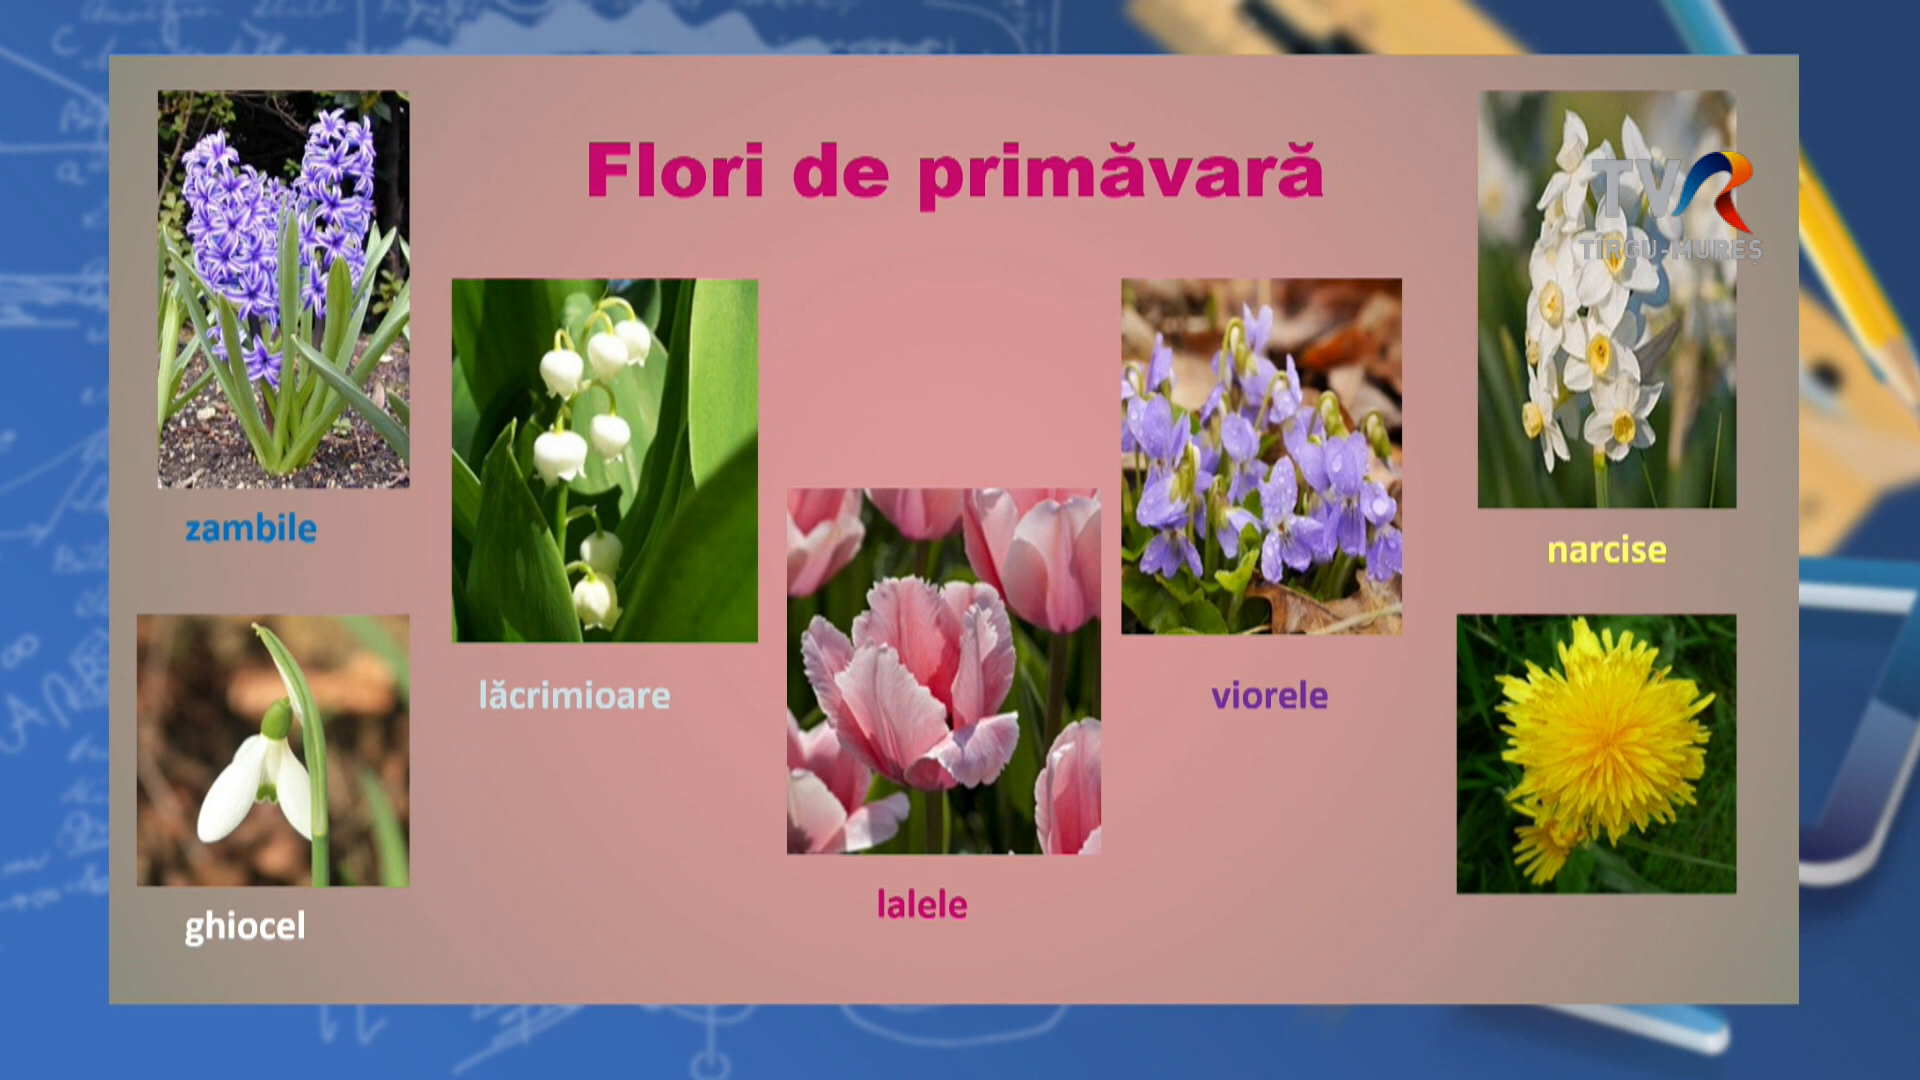 Flori de primăvară
TVR
TÎRGU-MUREȘ
zambile
narcise
lăcrimioare
viorele
lalele
ghiocel